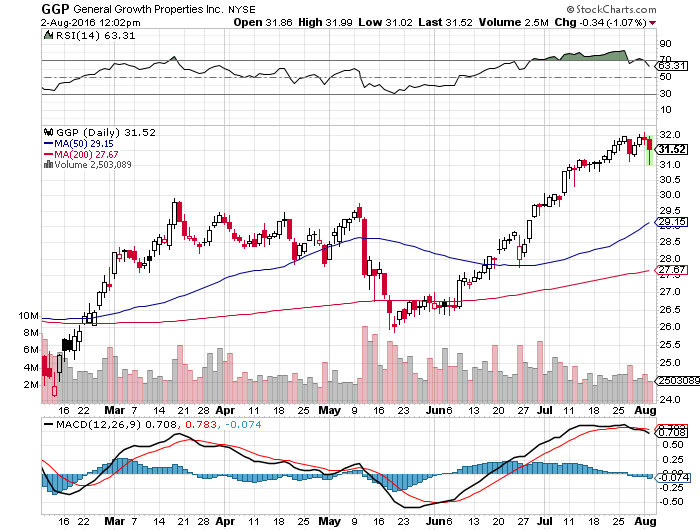 GGP General Growth Properties Inc. NYSE © StockCharts.com
2-Aug-2016 12:02pm Open 31.86 High 31.99 Low 31.02 Last 31.52 Volume 2.5M Chg -0.34 (-1.07%)
RSI(14) 63.31
90
70
63.31
50
30
10
GGP (Daily) 31.52
MA(50) 29.15
MA(200) 27.67
Volume 2,503,089
32.0
31.52
31.0
30.5
30.0
29.5
29.15
28.5
28.0
27.67
27.0
26.5
26.0
25.5
25.0
24.0
10M
8M
6M
4M
2M
2503089
16 22 Mar 7 14 21 28 Apr 11 18 25 May 9 16 23 Jun 6 13 20 27 Jul 11 18 25 Aug
MACD(12,26,9) 0.708, 0.783, -0.074
0.708
0.50
0.25
-0.074
-0.25
-0.50
16 22 Mar 7 14 21 28 Apr 11 18 25 May 9 16 23 Jun 6 13 20 27 Jul 11 18 25 Aug